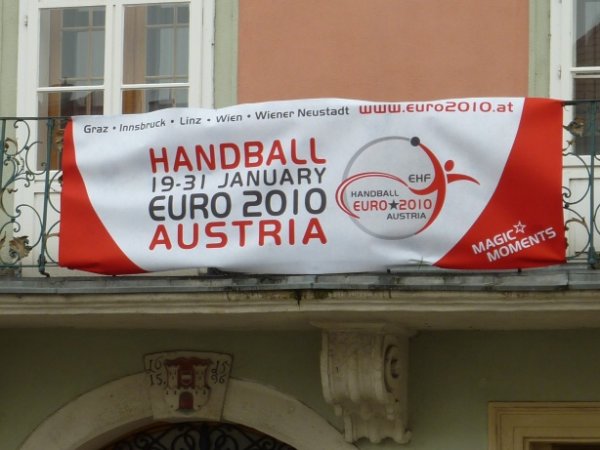 Graz • Innsbruck • Linz • Wien • Wiener Neustadt www.euro2010.at
HANDBALL
19-31 JANUARY
EURO 2010
AUSTRIA
EHF
HANDBALL
EURO★2010
AUSTRIA
MAGIC
MOMENTS